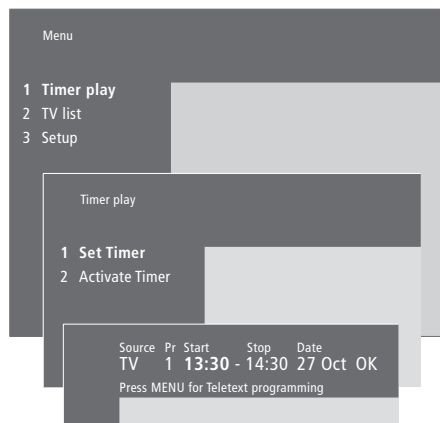 Menu
1 Timer play
2 TV list
3 Setup
Timer play
1 Set Timer
2 Activate Timer
Source Pr Start Stop Date
TV 1 13:30 - 14:30 27 Oct OK
Press MENU for Teletext programming